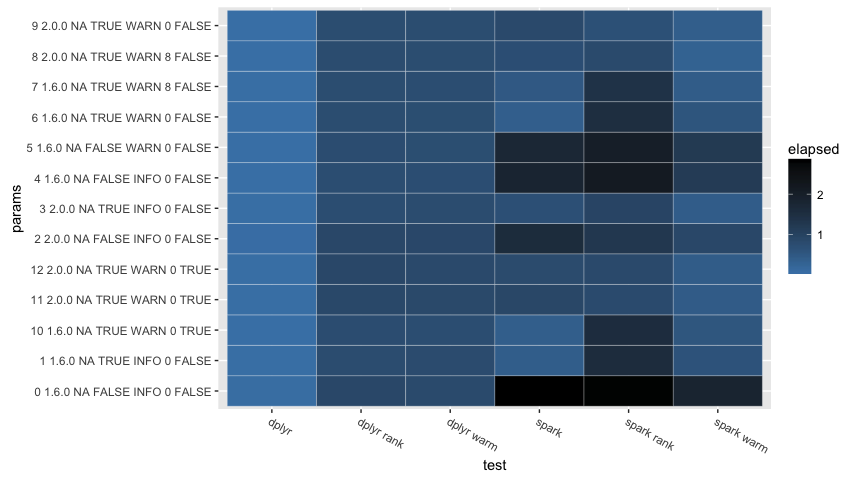 9 2.0.0 NA TRUE WARN 0 FALSE
8 2.0.0 NA TRUE WARN 8 FALSE
7 1.6.0 NA TRUE WARN 8 FALSE
6 1.6.0 NA TRUE WARN 0 FALSE
5 1.6.0 NA FALSE WARN 0 FALSE
4 1.6.0 NA FALSE INFO 0 FALSE
3 2.0.0 NA TRUE INFO 0 FALSE
2 2.0.0 NA FALSE INFO 0 FALSE
12 2.0.0 NA TRUE WARN 0 TRUE
11 2.0.0 NA TRUE WARN 0 TRUE
10 1.6.0 NA TRUE WARN 0 TRUE
1 1.6.0 NA TRUE INFO 0 FALSE
0 1.6.0 NA FALSE INFO 0 FALSE
params
dplyr
dplyr rank
dplyr warm
spark
spark rank
spark warm
test
elapsed
2
1